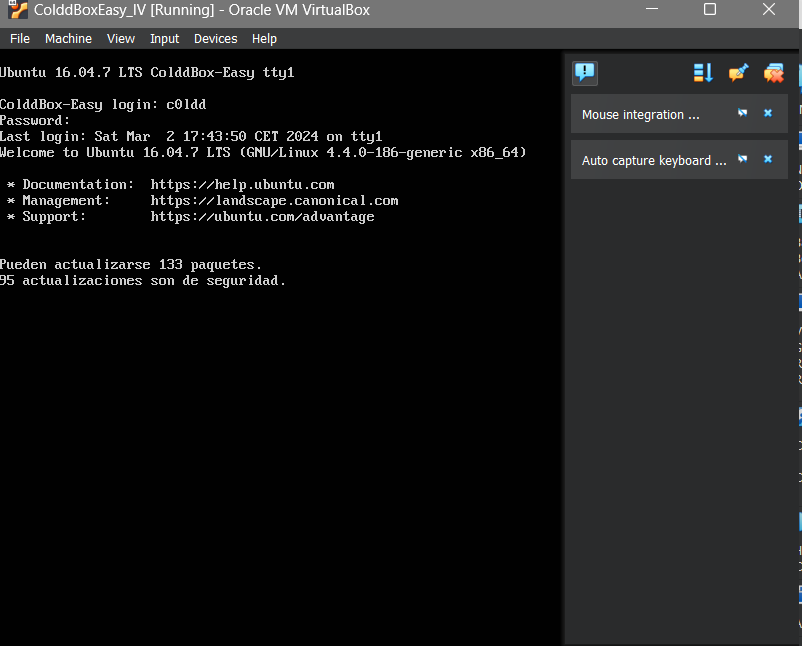 ColddBoxEasy_IV [Running] - Oracle VM VirtualBox
File Machine View Input Devices Help
Ubuntu 16.04.7 LTS ColddBox-Easy tty1
ColddBox-Easy login: c0ldd
Password:
Last login: Sat Mar  2 17:43:50 CET 2024 on tty1
Welcome to Ubuntu 16.04.7 LTS (GNU/Linux 4.4.0-186-generic x86_64)
* Documentation:  https://help.ubuntu.com
* Management:     https://landscape.canonical.com
* Support:        https://ubuntu.com/advantage
Pueden actualizarse 133 paquetes.
95 actualizaciones son de seguridad.
Mouse integration ...
Auto capture keyboard ...